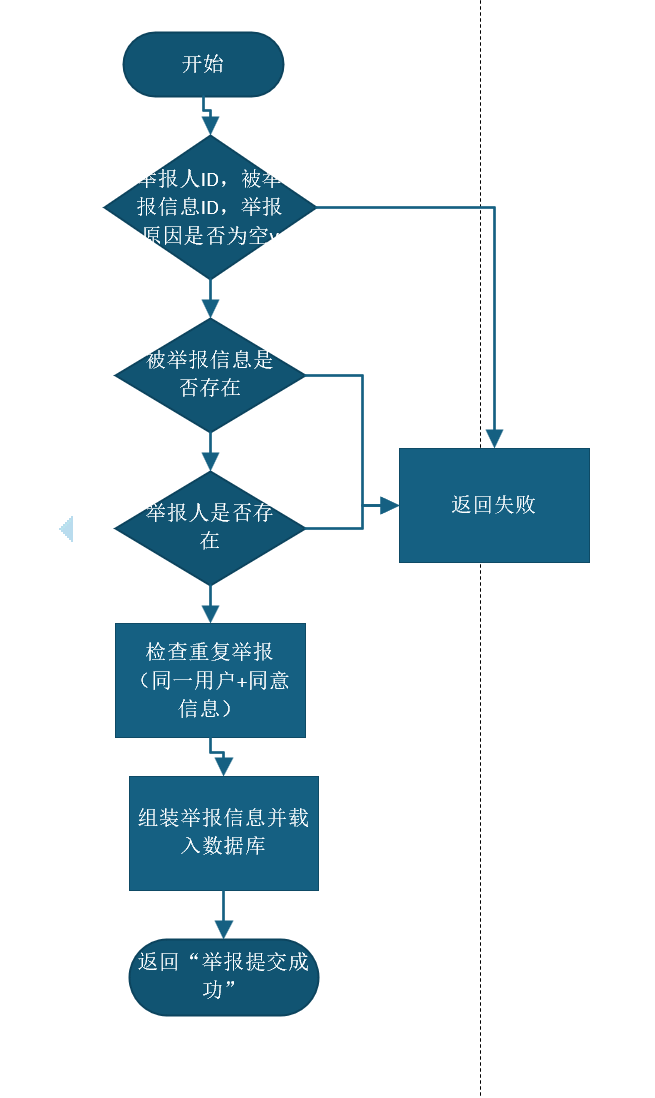 开始
举报人ID，被举
报信息ID，举报
原因是否为空
被举报信息是
否存在
举报人是否存
在
返回失败
检查重复举报
（同一用户+同意
信息）
组装举报信息并载
入数据库
返回“举报提交成
功”